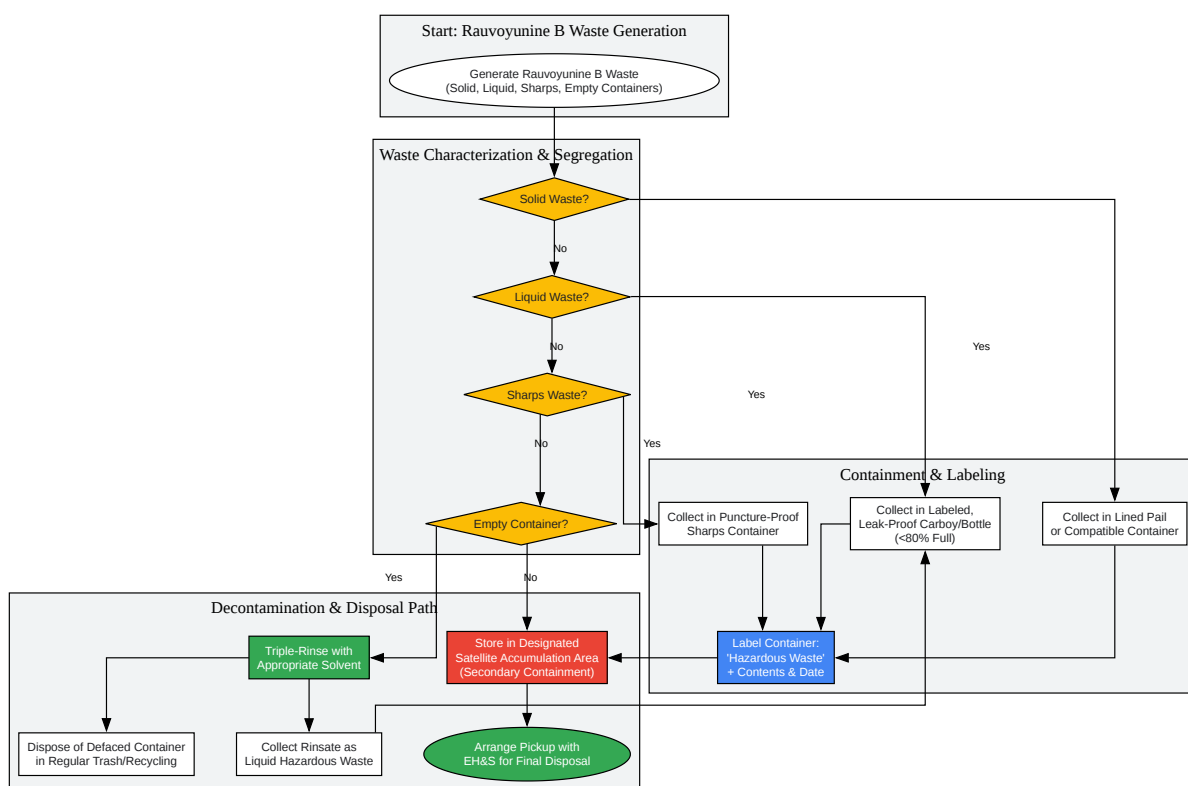 Start: Rauvoyunine B Waste Generation
Generate Rauvoyunine B Waste
(Solid, Liquid, Sharps, Empty Containers)
Waste Characterization & Segregation
Solid Waste?
No
Liquid Waste?
No
Yes
Sharps Waste?
Yes
No
Yes
Containment & Labeling
Empty Container?
Collect in Puncture-Proof
Sharps Container
Collect in Labeled,
Leak-Proof Carboy/Bottle
(<80% Full)
Collect in Lined Pail
or Compatible Container
Yes
No
Decontamination & Disposal Path
Triple-Rinse with
Appropriate Solvent
Store in Designated
Satellite Accumulation Area
(Secondary Containment)
Label Container:
'Hazardous Waste'
+ Contents & Date
Dispose of Defaced Container
in Regular Trash/Recycling
Collect Rinsate as
Liquid Hazardous Waste
Arrange Pickup with
EH&S for Final Disposal